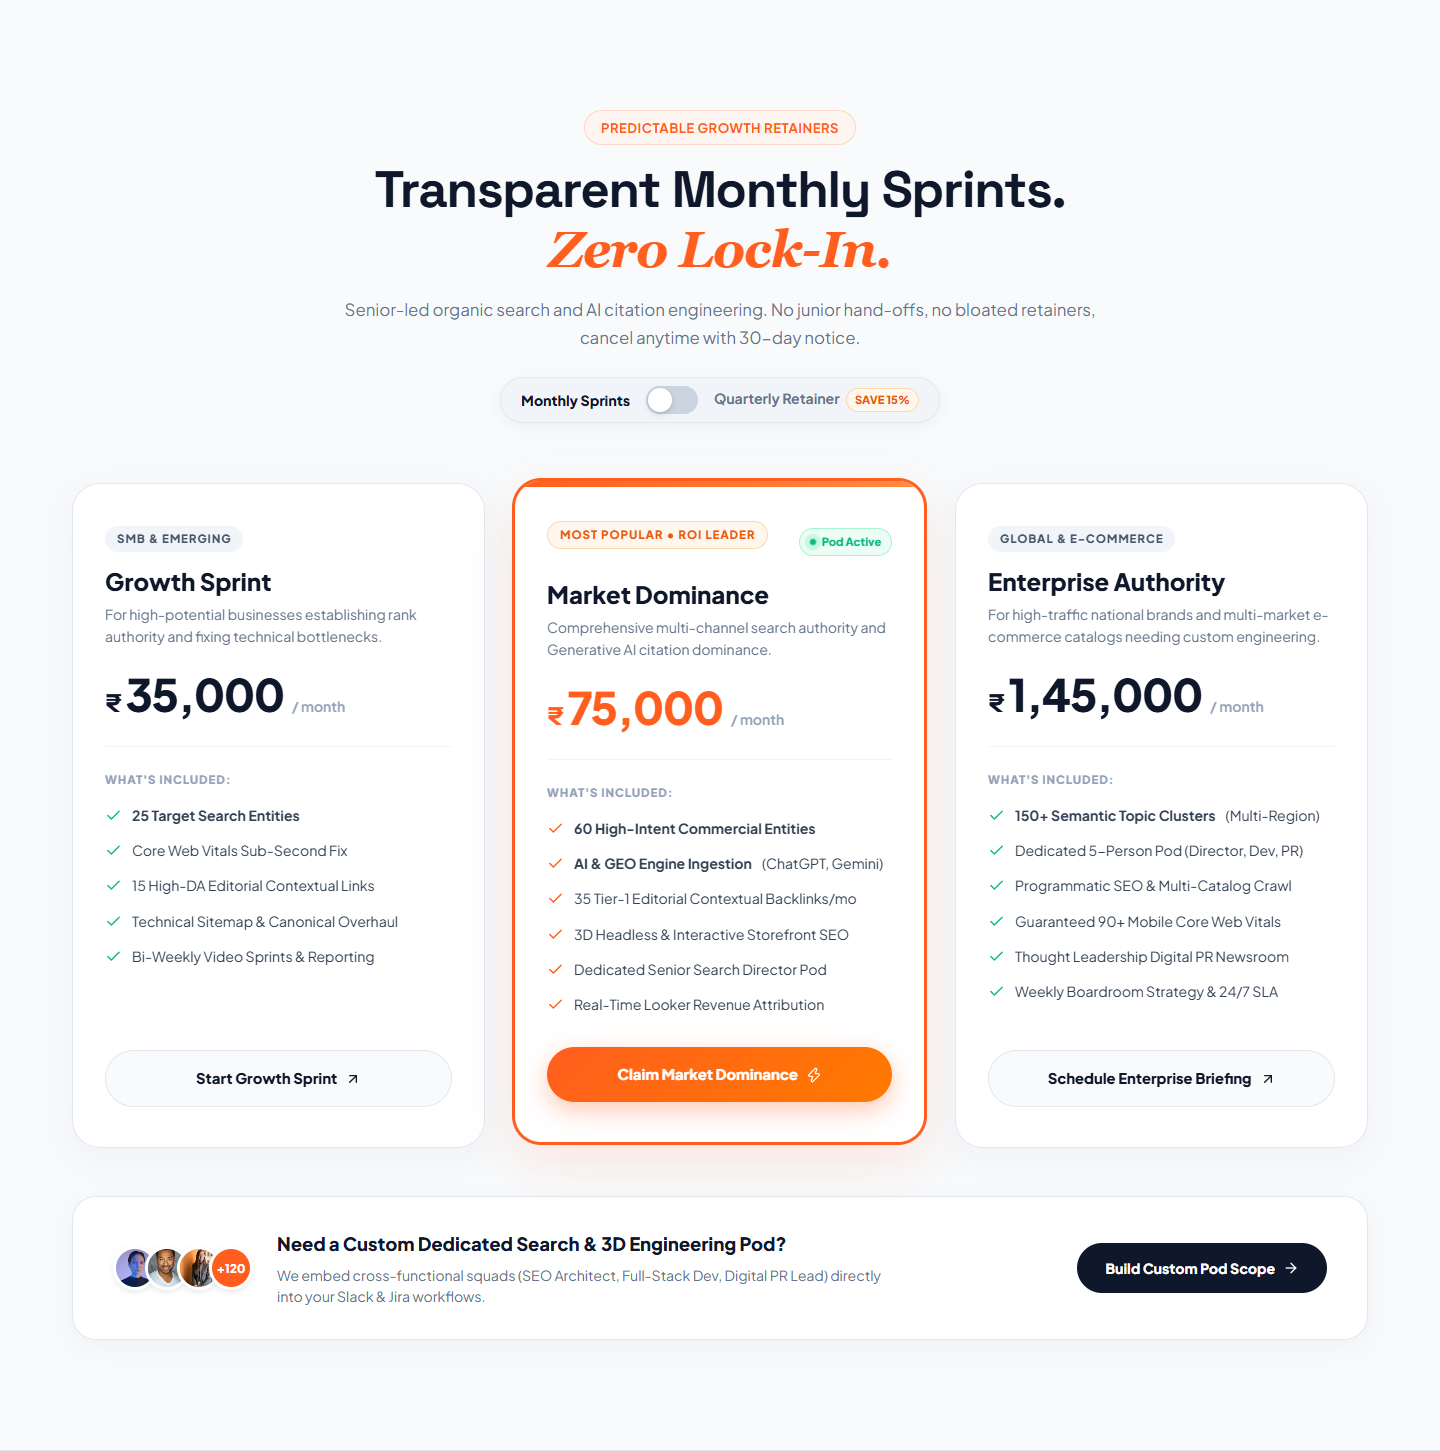 PREDICTABLE GROWTH RETAINERS
Transparent Monthly Sprints.
Zero Lock-In.
Senior-led organic search and AI citation engineering. No junior hand-offs, no bloated retainers,
cancel anytime with 30-day notice.
Monthly Sprints
Quarterly Retainer
SAVE 15%
SMB & EMERGING
Growth Sprint
For high-potential businesses establishing rank
authority and fixing technical bottlenecks.
₹35,000 / month
WHAT'S INCLUDED:
25 Target Search Entities
Core Web Vitals Sub-Second Fix
15 High-DA Editorial Contextual Links
Technical Sitemap & Canonical Overhaul
Bi-Weekly Video Sprints & Reporting
Start Growth Sprint
MOST POPULAR • ROI LEADER
Pod Active
Market Dominance
Comprehensive multi-channel search authority and
Generative AI citation dominance.
₹75,000 / month
WHAT'S INCLUDED:
60 High-Intent Commercial Entities
AI & GEO Engine Ingestion (ChatGPT, Gemini)
35 Tier-1 Editorial Contextual Backlinks/mo
3D Headless & Interactive Storefront SEO
Dedicated Senior Search Director Pod
Real-Time Looker Revenue Attribution
Claim Market Dominance
GLOBAL & E-COMMERCE
Enterprise Authority
For high-traffic national brands and multi-market e-
commerce catalogs needing custom engineering.
₹1,45,000 / month
WHAT'S INCLUDED:
150+ Semantic Topic Clusters (Multi-Region)
Dedicated 5-Person Pod (Director, Dev, PR)
Programmatic SEO & Multi-Catalog Crawl
Guaranteed 90+ Mobile Core Web Vitals
Thought Leadership Digital PR Newsroom
Weekly Boardroom Strategy & 24/7 SLA
Schedule Enterprise Briefing
+120
Need a Custom Dedicated Search & 3D Engineering Pod?
We embed cross-functional squads (SEO Architect, Full-Stack Dev, Digital PR Lead) directly
into your Slack & Jira workflows.
Build Custom Pod Scope